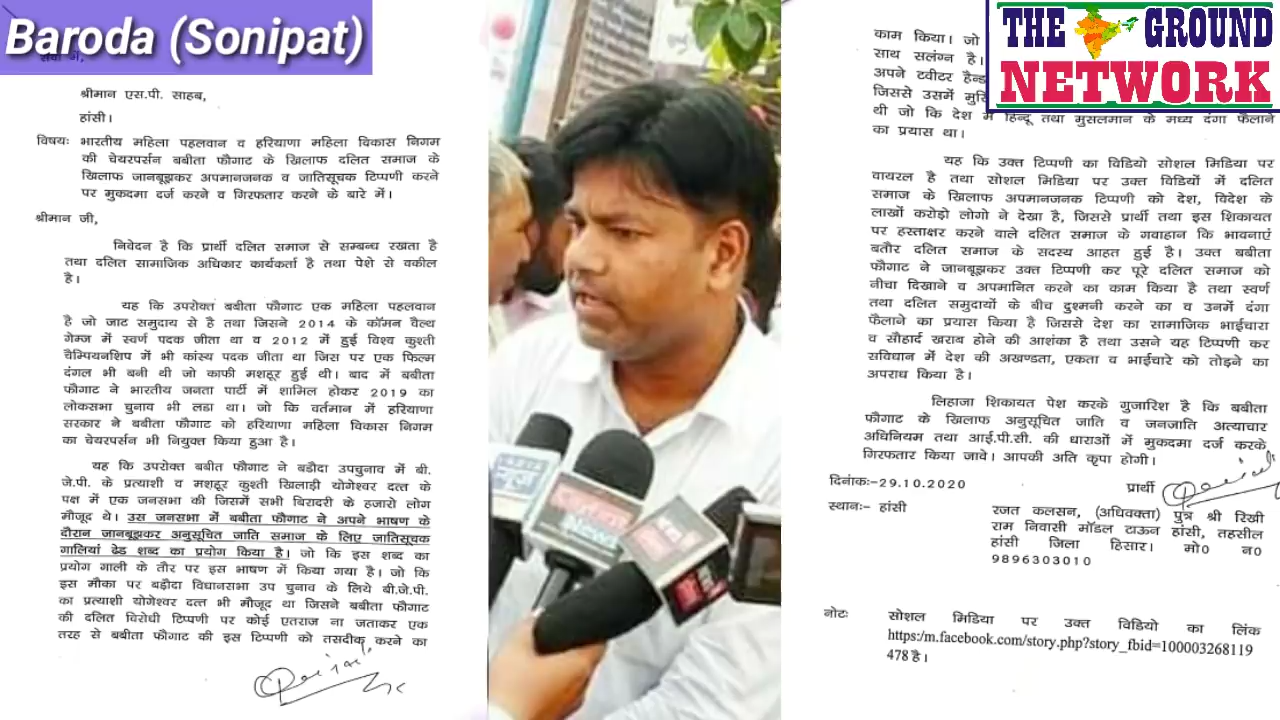 Baroda (Sonipat)
सेवा में,
श्रीमान एस.पी. साहब,
हांसी।
विषयः भारतीय महिला पहलवान व हरियाणा महिला विकास निगम
की चेयरपर्सन बबीता फौगाट के खिलाफ दलित समाज के
खिलाफ जानबूझकर अपमानजनक व जातिसूचक टिप्पणी करने
पर मुकदमा दर्ज करने व गिरफतार करने के बारे में।
श्रीमान जी,
निवेदन है कि प्रार्थी दलित समाज से सम्बन्ध रखता है
तथा दलित सामाजिक अधिकार कार्यकर्ता है तथा पेशे से वकील
है।
यह कि उपरोक्त बबीता फौगाट एक महिला पहलवान
है जो जाट समुदाय से है तथा जिसने 2014 के कॉमन वैल्थ
गेम्ज में स्वर्ण पदक जीता था व 2012 में हुई विश्व कुश्ती
चैम्पियनशिप में भी कांस्य पदक जीता था जिस पर एक फिल्म
दंगल भी बनी थी जो काफी मशहूर हुई थी। बाद में बबीता
फौगाट ने भारतीय जनता पार्टी में शामिल होकर 2019 का
लोकसभा चुनाव भी लडा था। जो कि वर्तमान में हरियाणा
सरकार ने बबीता फौगाट को हरियाणा महिला विकास निगम
का चेयरपर्सन भी नियुक्त किया हुआ है।
यह कि उपरोक्त बबीत फौगाट ने बड़ौदा उपचुनाव में बी.
जे.पी. के प्रत्याशी व मशहूर कुश्ती खिलाड़ी योगेश्वर दत्त के
पक्ष में एक जनसभा की जिसमें सभी बिरादरी के हजारो लोग
मौजूद थे। उस जनसभा में बबीता फौगाट ने अपने भाषण के
दौरान जानबूझकर अनुसूचित जाति समाज के लिए जातिसूचक
गालियां ढेड शब्द का प्रयोग किया है। जो कि इस शब्द का
प्रयोग गाली के तौर पर इस भाषण में किया गया है। जो कि
इस मौका पर बड़ौदा विधानसभा उप चुनाव के लिये बी.जे.पी.
का प्रत्याशी योगेश्वर दत्त भी मौजूद था जिसने बबीता फौगाट
की दलित विरोधी टिप्पणी पर कोई एतराज ना जताकर एक
तरह से बबीता फौगाट की इस टिप्पणी को तसदीक करने का
THE GROUND
NETWORK
काम किया। जो
साथ सलंग्न है।
अपने टवीटर हैन्ड
जिससे उसमें मुस्लि
थी जो कि देश में हिन्दू तथा मुसलमान के मध्य दंगा फैलाने
का प्रयास था।
यह कि उक्त टिप्पणी का विडियो सोशल मिडिया पर
वायरल है तथा सोशल मिडिया पर उक्त विडियों में दलित
समाज के खिलाफ अपमानजनक टिप्पणी को देश, विदेश के
लाखों करोड़ो लोगो ने देखा है, जिससे प्रार्थी तथा इस शिकायत
पर हस्ताक्षर करने वाले दलित समाज के गवाहान कि भावनाएं
बतौर दलित समाज के सदस्य आहत हुई है। उक्त बबीता
फौगाट ने जानबूझकर उक्त टिप्पणी कर पूरे दलित समाज को
नीचा दिखाने व अपमानित करने का काम किया है तथा स्वर्ण
तथा दलित समुदायों के बीच दुश्मनी करने का व उनमें दंगा
फैलाने का प्रयास किया है जिससे देश का सामाजिक भाईचारा
व सौहार्द खराब होने की आशंका है तथा उसने यह टिप्पणी कर
संविधान में देश की अखण्डता, एकता व भाईचारे को तोड़ने का
अपराध किया है।
लिहाजा शिकायत पेश करके गुजारिश है कि बबीता
फौगाट के खिलाफ अनुसूचित जाति व जनजाति अत्याचार
अधिनियम तथा आई.पी.सी. की धाराओं में मुकदमा दर्ज करके
गिरफतार किया जावे। आपकी अति कृपा होगी।
दिनांकः-29.10.2020
प्रार्थी
स्थानः- हांसी
रजत कलसन, (अधिवक्ता) पुत्र श्री रिखी
राम निवासी मॉडल टाऊन हांसी, तहसील
हांसी जिला हिसार। मो0 न0
9896303010
नोटः सोशल मिडिया पर उक्त विडियो का लिंक
https:/m.facebook.com/story.php?story_fbid=100003268119
478 है।